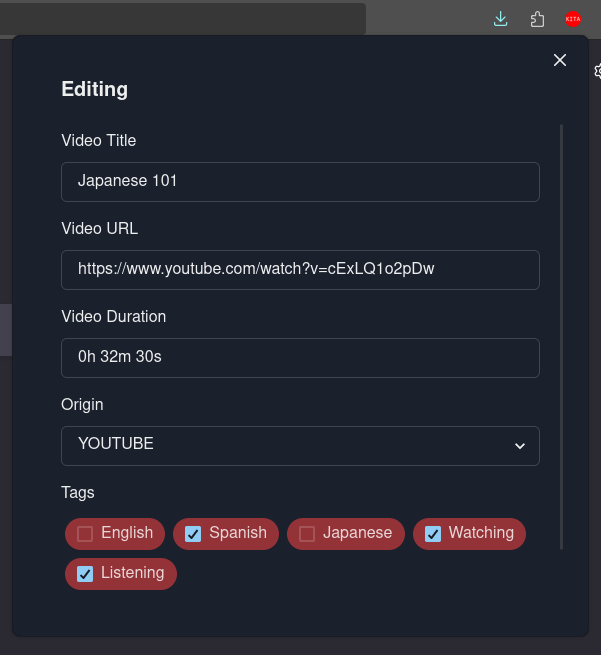 KITA
Editing
Video Title
Japanese 101
Video URL
https://www.youtube.com/watch?v=cExLQ1o2pDw
Video Duration
0h 32m 30s
Origin
YOUTUBE
Tags
English Spanish Japanese Watching
Listening